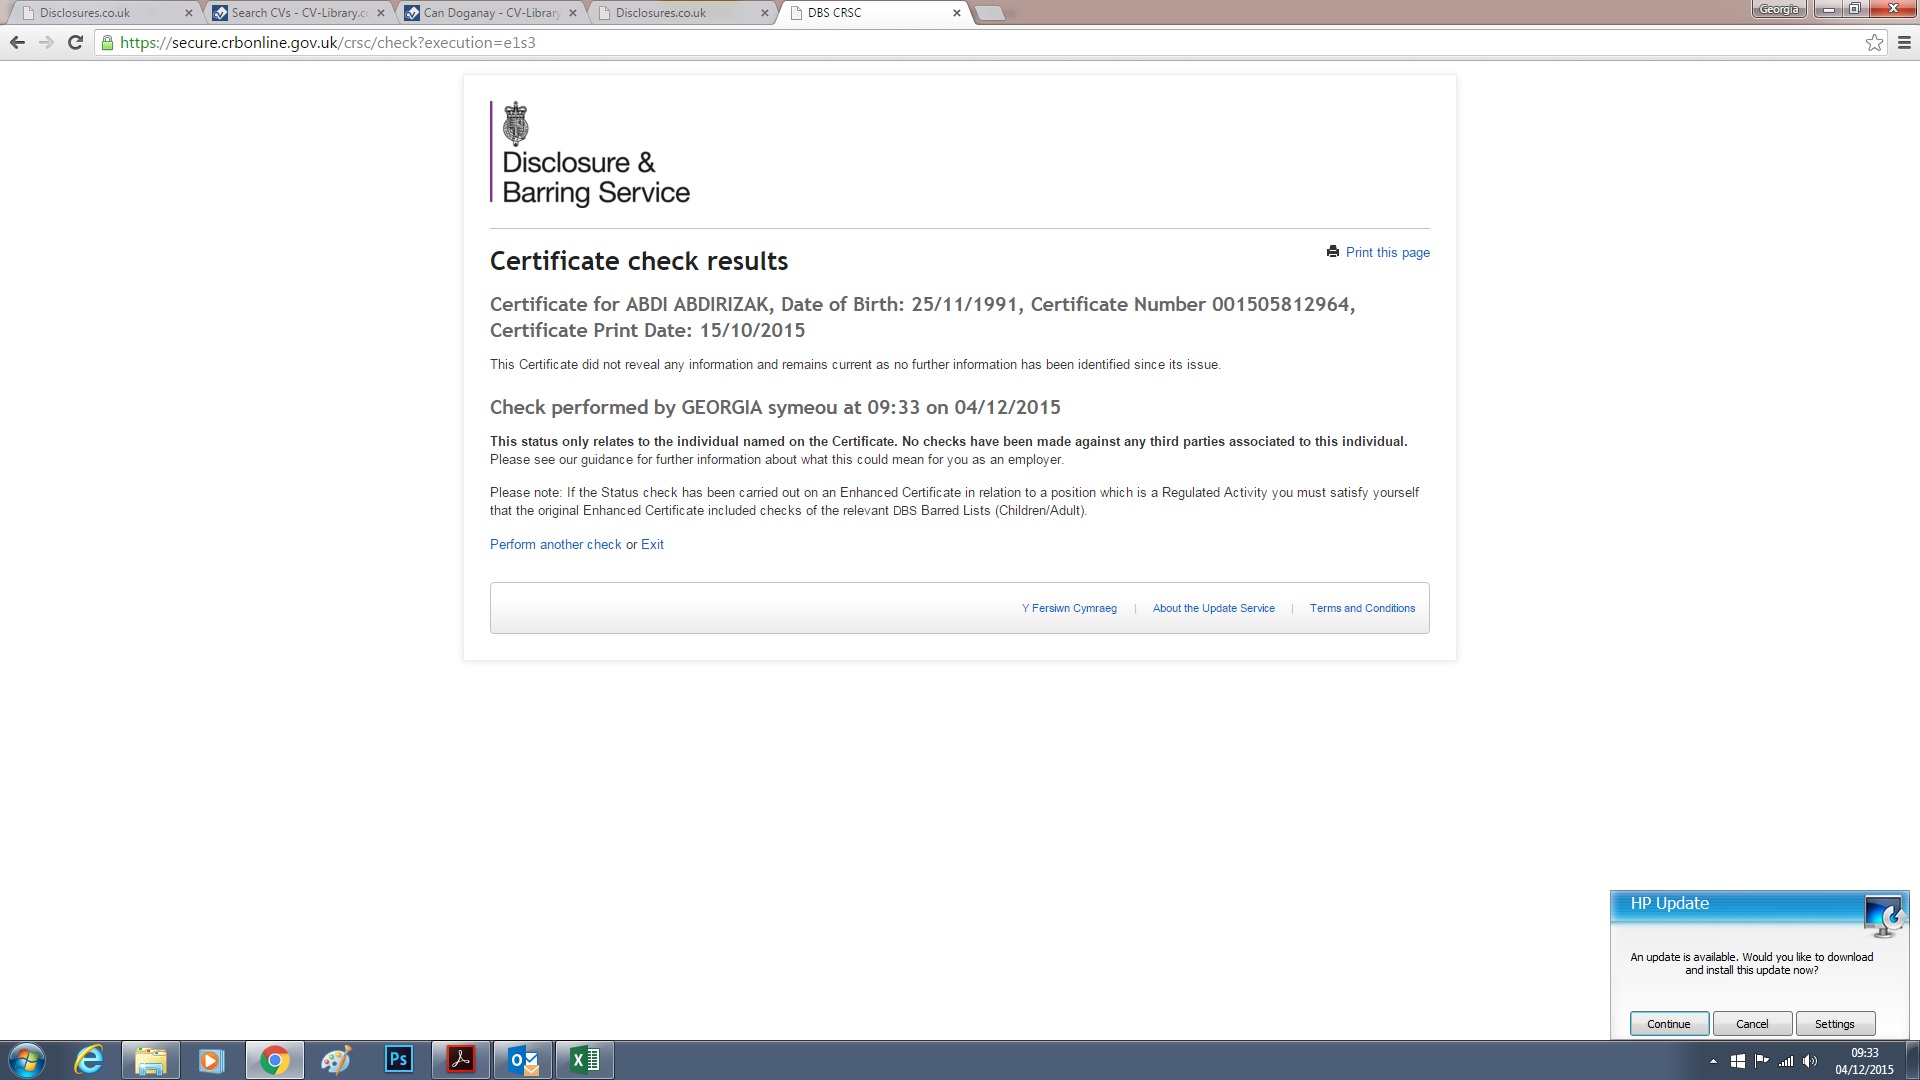 Disclosures.co.uk
Search CVs - CV-Library.c
Can Doganay - CV-Library
Disclosures.co.uk
DBS CRSC
Georgia
https://secure.crbonline.gov.uk/crsc/check?execution=e1s3
Disclosure &
Barring Service
Certificate check results
Print this page
Certificate for ABDI ABDIRIZAK, Date of Birth: 25/11/1991, Certificate Number 001505812964,
Certificate Print Date: 15/10/2015
This Certificate did not reveal any information and remains current as no further information has been identified since its issue.
Check performed by GEORGIA symeou at 09:33 on 04/12/2015
This status only relates to the individual named on the Certificate. No checks have been made against any third parties associated to this individual.
Please see our guidance for further information about what this could mean for you as an employer.
Please note: If the Status check has been carried out on an Enhanced Certificate in relation to a position which is a Regulated Activity you must satisfy yourself
that the original Enhanced Certificate included checks of the relevant DBS Barred Lists (Children/Adult).
Perform another check or Exit
Y Fersiwn Cymraeg | About the Update Service | Terms and Conditions
HP Update
An update is available. Would you like to download
and install this update now?
Continue
Cancel
Settings
Ps
09:33
04/12/2015